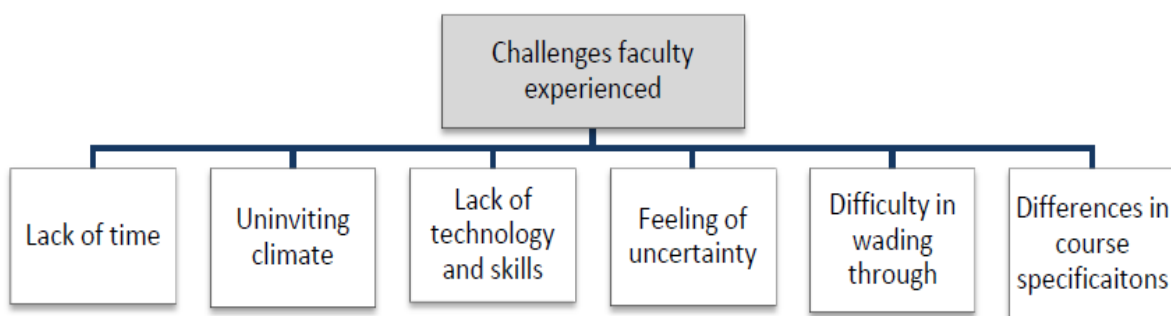 Challenges faculty
experienced
Lack of time
Uninviting
climate
Lack of
technology
and skills
Feeling of
uncertainty
Difficulty in
wading
through
Differences in
course
specificaitons